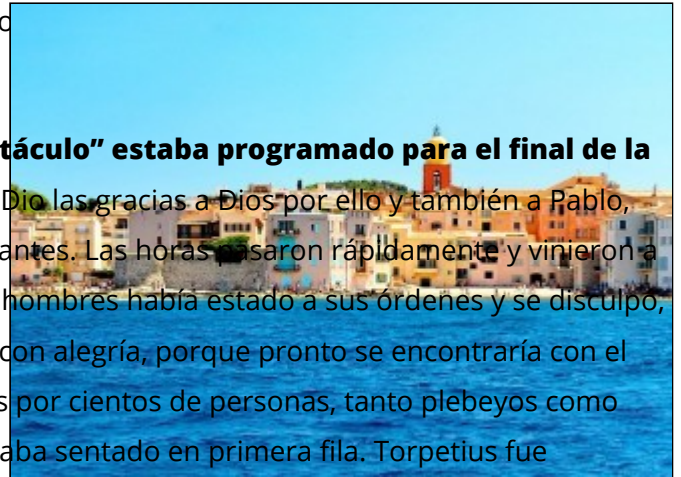 o
táculo” estaba programado para el final de la
Dio las gracias a Dios por ello y también a Pablo,
antes. Las horas pasaron rápidamente y vinieron a
hombres había estado a sus órdenes y se disculpó,
con alegría, porque pronto se encontraría con el
s por cientos de personas, tanto plebeyos como
aba sentado en primera fila. Torpetius fue